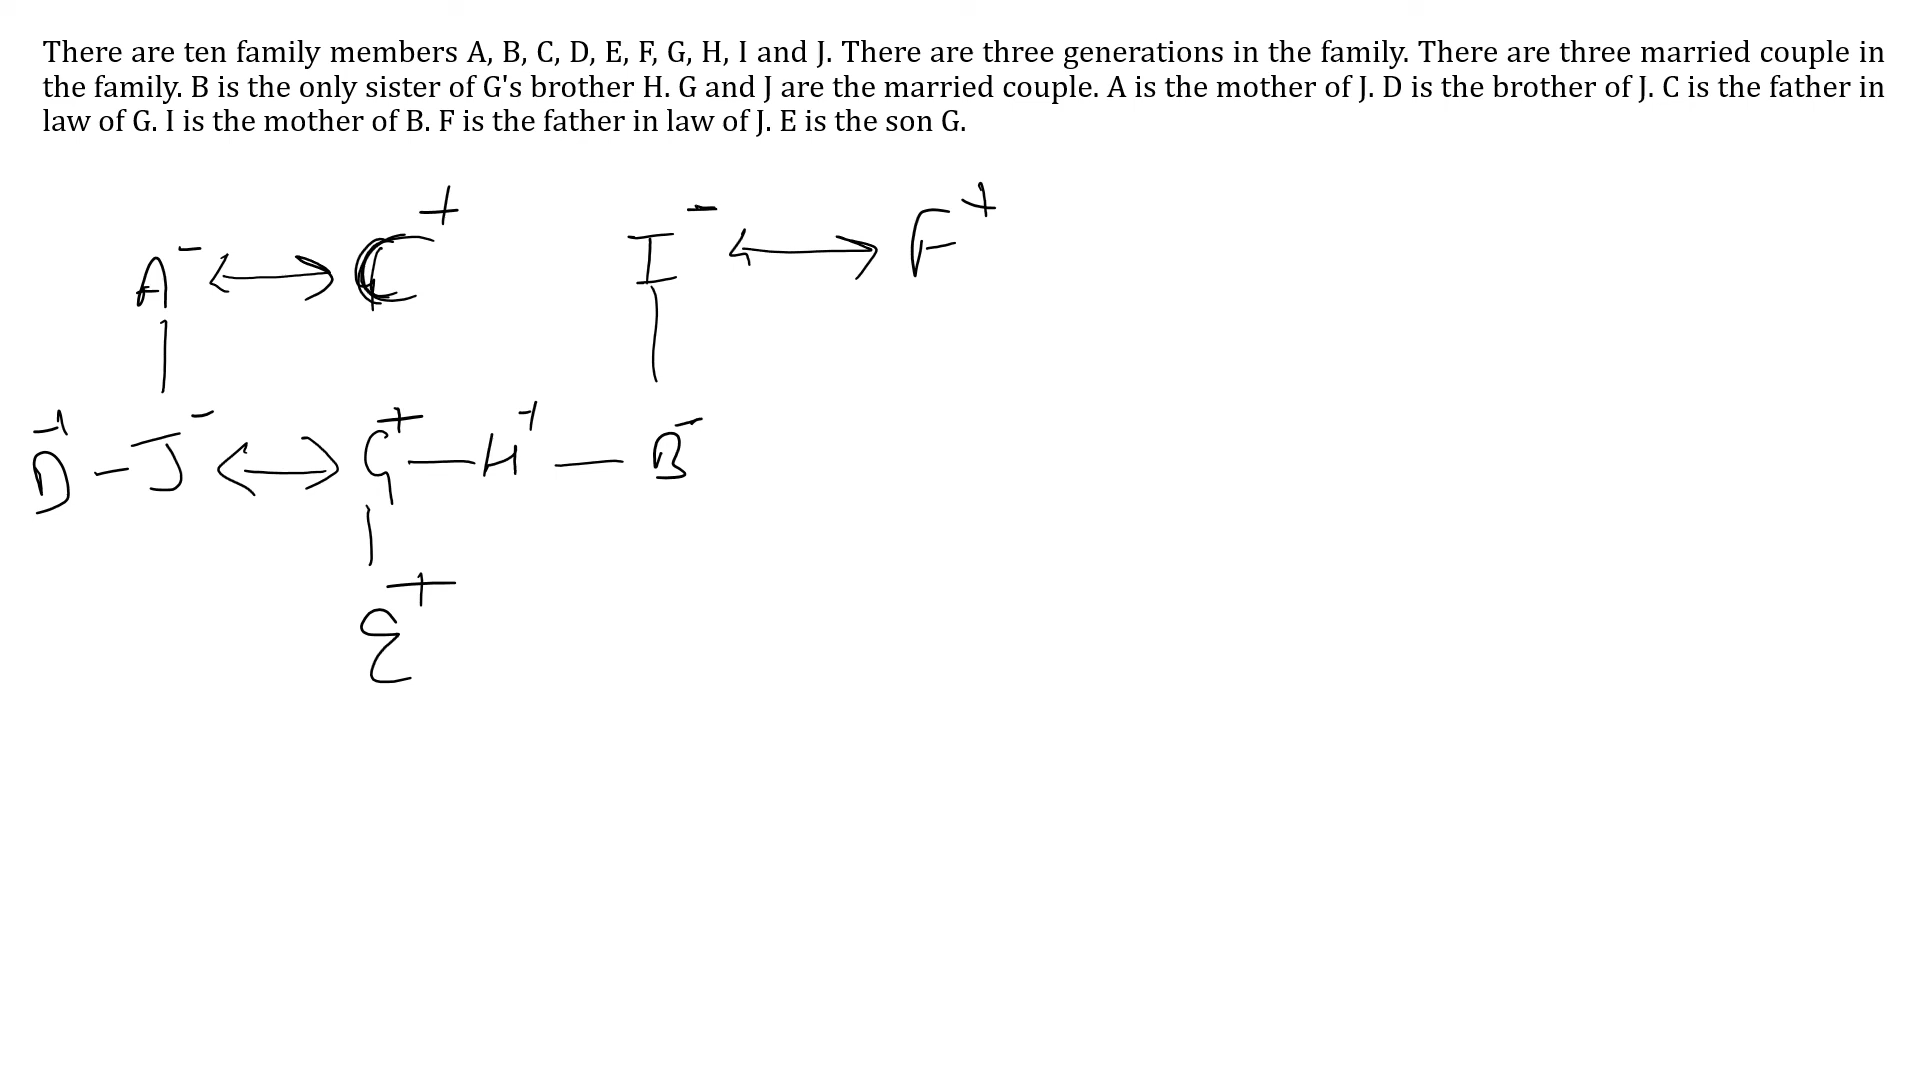 There are ten family members A, B, C, D, E, F, G, H, I and J. There are three generations in the family. There are three married couple in
the family. B is the only sister of G's brother H. G and J are the married couple. A is the mother of J. D is the brother of J. C is the father in
law of G. I is the mother of B. F is the father in law of J. E is the son G.
A - ↔ C + I - ↔ F +
D + - J - ↔ G + - H + - B -
E +